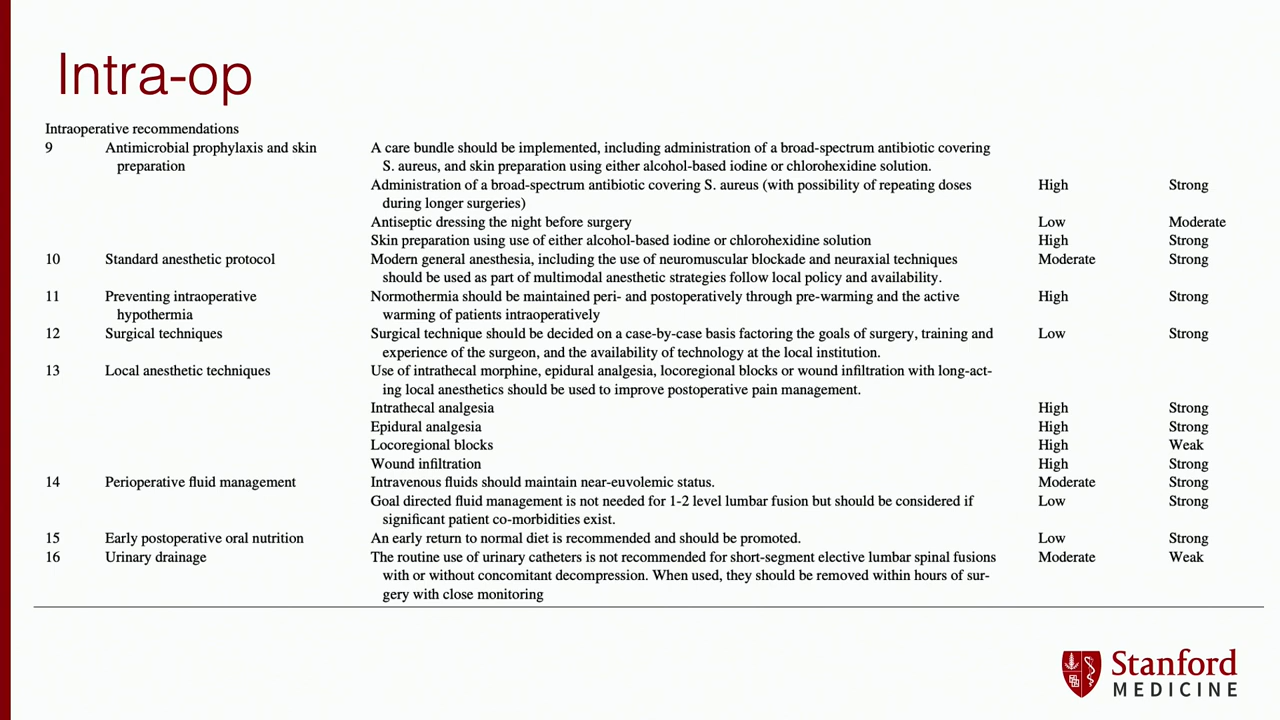 Intra-op
Intraoperative recommendations
9 Antimicrobial prophylaxis and skin A care bundle should be implemented, including administration of a broad-spectrum antibiotic covering
preparation S. aureus, and skin preparation using either alcohol-based iodine or chlorohexidine solution.
Administration of a broad-spectrum antibiotic covering S. aureus (with possibility of repeating doses High Strong
during longer surgeries)
Antiseptic dressing the night before surgery Low Moderate
Skin preparation using use of either alcohol-based iodine or chlorohexidine solution High Strong
10 Standard anesthetic protocol Modern general anesthesia, including the use of neuromuscular blockade and neuraxial techniques Moderate Strong
should be used as part of multimodal anesthetic strategies follow local policy and availability.
11 Preventing intraoperative Normothermia should be maintained peri- and postoperatively through pre-warming and the active High Strong
hypothermia warming of patients intraoperatively
12 Surgical techniques Surgical technique should be decided on a case-by-case basis factoring the goals of surgery, training and Low Strong
experience of the surgeon, and the availability of technology at the local institution.
13 Local anesthetic techniques Use of intrathecal morphine, epidural analgesia, locoregional blocks or wound infiltration with long-act-
ing local anesthetics should be used to improve postoperative pain management.
Intrathecal analgesia High Strong
Epidural analgesia High Strong
Locoregional blocks High Weak
Wound infiltration High Strong
14 Perioperative fluid management Intravenous fluids should maintain near-euvolemic status. Moderate Strong
Goal directed fluid management is not needed for 1-2 level lumbar fusion but should be considered if Low Strong
significant patient co-morbidities exist.
15 Early postoperative oral nutrition An early return to normal diet is recommended and should be promoted. Low Strong
16 Urinary drainage The routine use of urinary catheters is not recommended for short-segment elective lumbar spinal fusions Moderate Weak
with or without concomitant decompression. When used, they should be removed within hours of sur-
gery with close monitoring
Stanford
MEDICINE